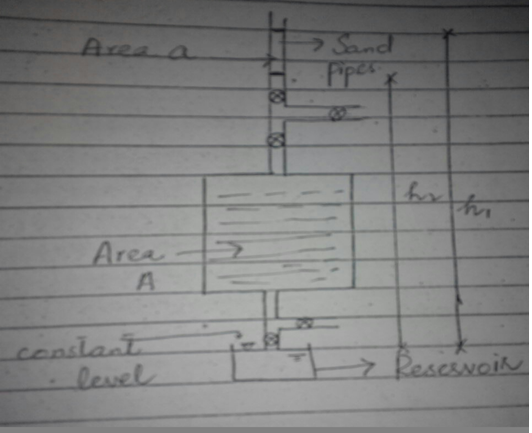 Area a
Sand
pipes
h₂
h₁
Area
A
constant
level
Reservoir